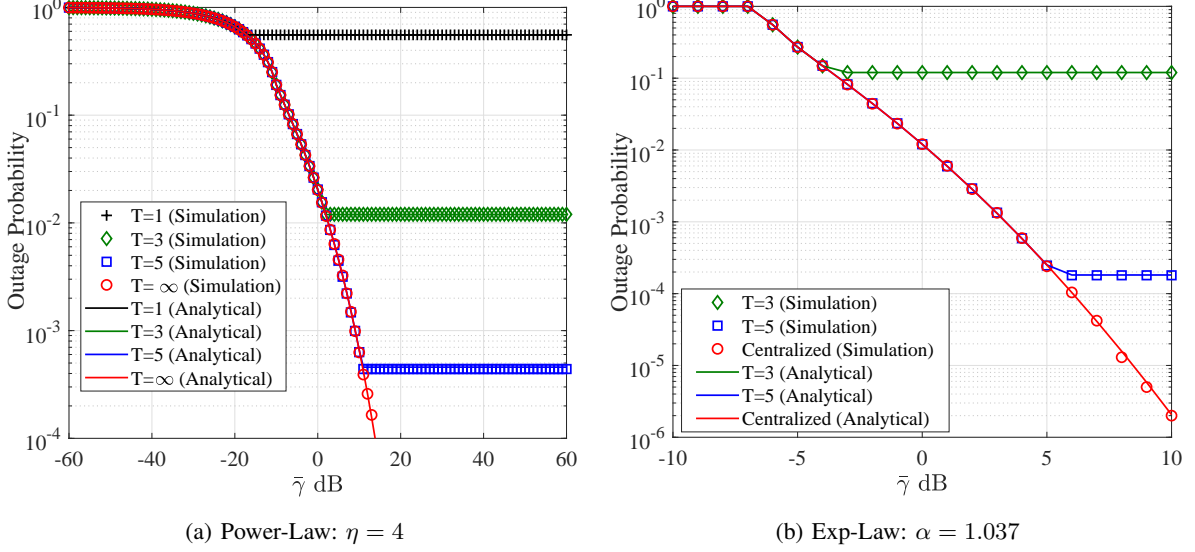 10^0
10^-1
10^-2
10^-3
10^-4
Outage Probability
T=1 (Simulation)
T=3 (Simulation)
T=5 (Simulation)
T= ∞ (Simulation)
T=1 (Analytical)
T=3 (Analytical)
T=5 (Analytical)
T=∞ (Analytical)
-60 -40 -20 0 20 40 60
γ̄ dB
(a) Power-Law: η = 4
10^0
10^-1
10^-2
10^-3
10^-4
10^-5
10^-6
Outage Probability
T=3 (Simulation)
T=5 (Simulation)
Centralized (Simulation)
T=3 (Analytical)
T=5 (Analytical)
Centralized (Analytical)
-10 -5 0 5 10
γ̄ dB
(b) Exp-Law: α = 1.037